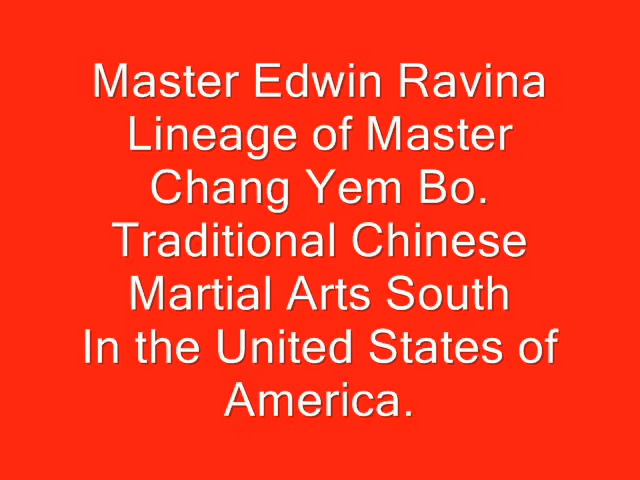 Master Edwin Ravina
Lineage of Master
Chang Yem Bo.
Traditional Chinese
Martial Arts South
In the United States of
America.